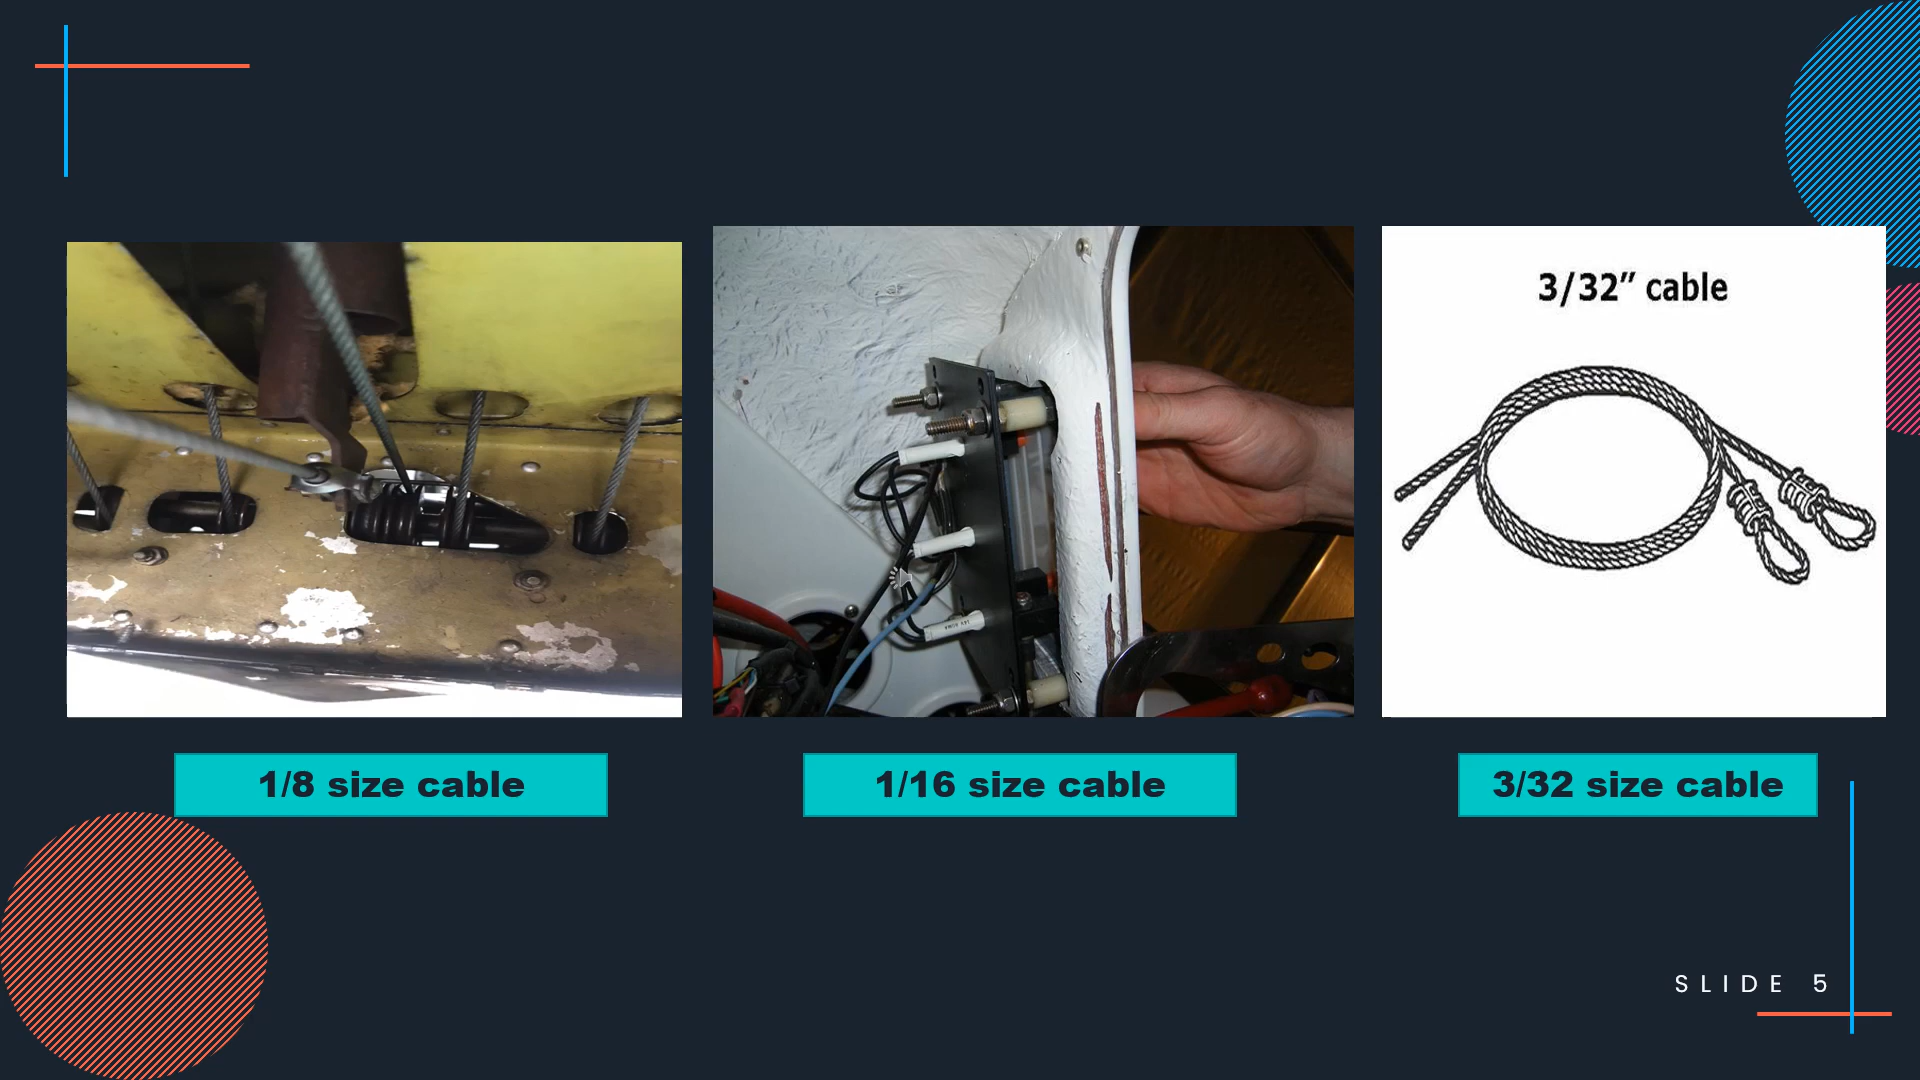 3/32” cable
1/8 size cable
1/16 size cable
3/32 size cable
SLIDE 5